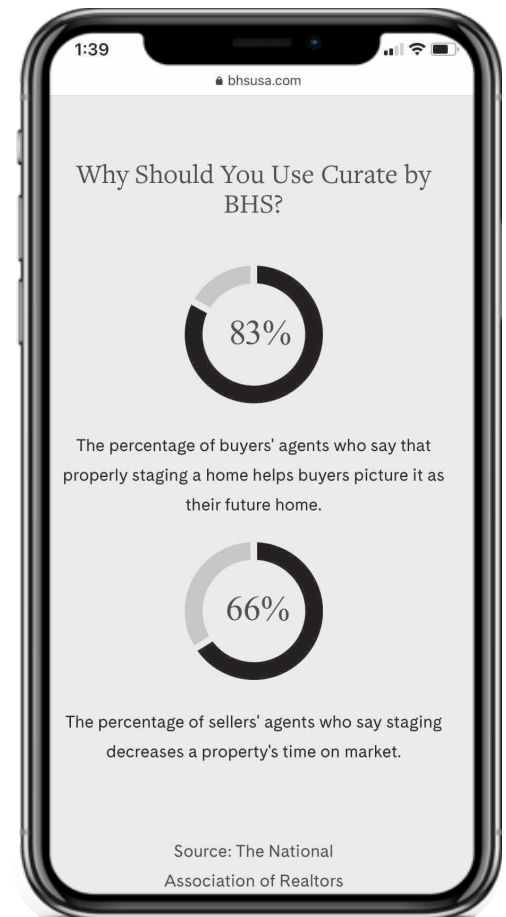 1:39
bhsusa.com
Why Should You Use Curate by
BHS?
83%
The percentage of buyers' agents who say that
properly staging a home helps buyers picture it as
their future home.
66%
The percentage of sellers' agents who say staging
decreases a property's time on market.
Source: The National
Association of Realtors